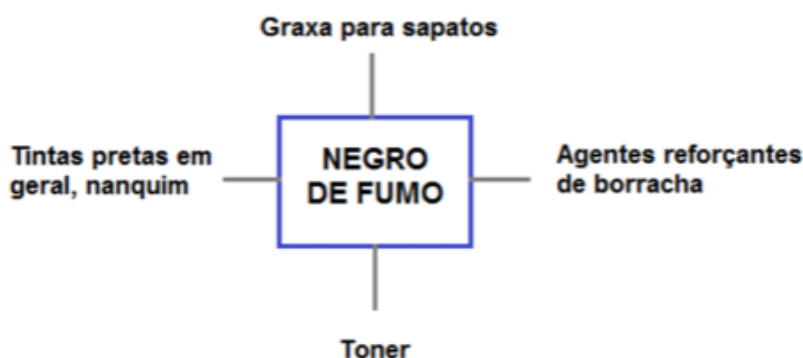 Graxa para sapatos
Tintas pretas em
geral, nanquim
NEGRO
DE FUMO
Agentes reforçantes
de borracha
Toner